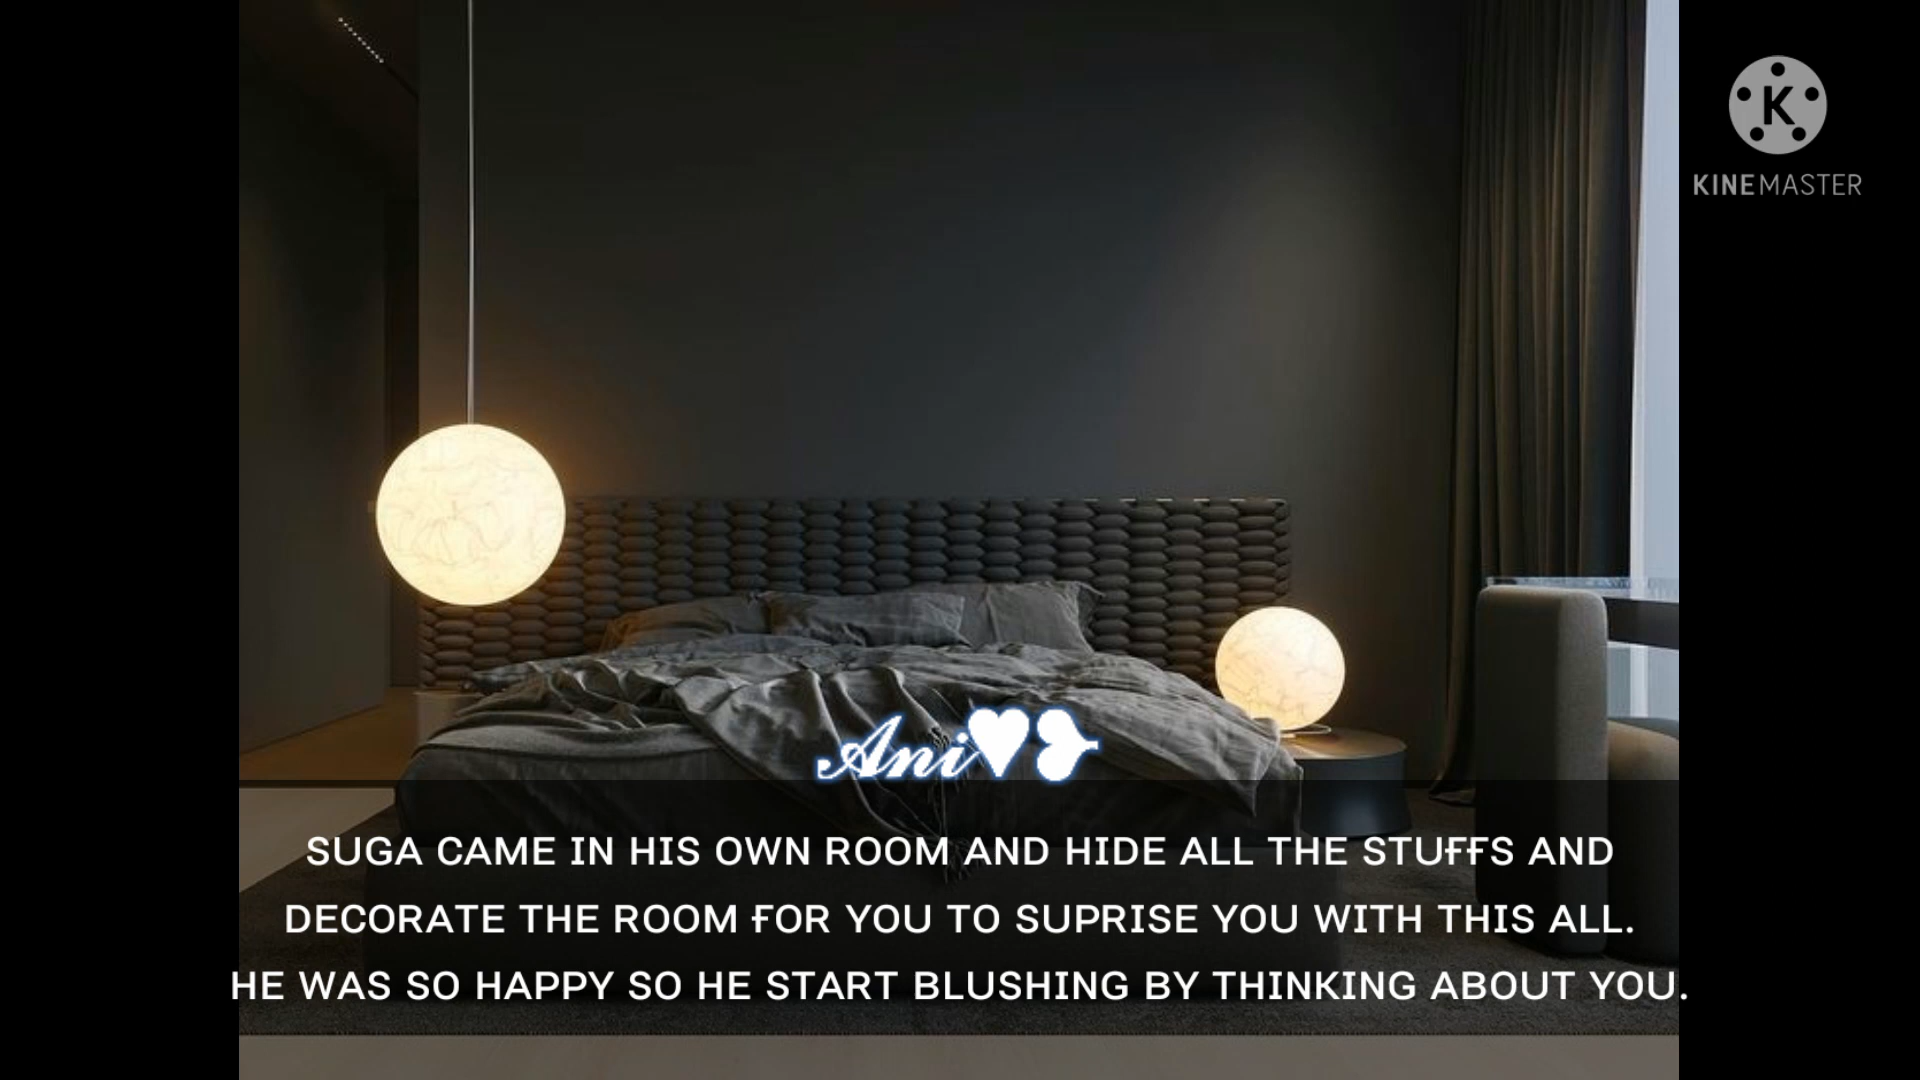 KINEMASTER
Ani♥❥
SUGA CAME IN HIS OWN ROOM AND HIDE ALL THE STUFFS AND
DECORATE THE ROOM FOR YOU TO SUPRISE YOU WITH THIS ALL.
HE WAS SO HAPPY SO HE START BLUSHING BY THINKING ABOUT YOU.